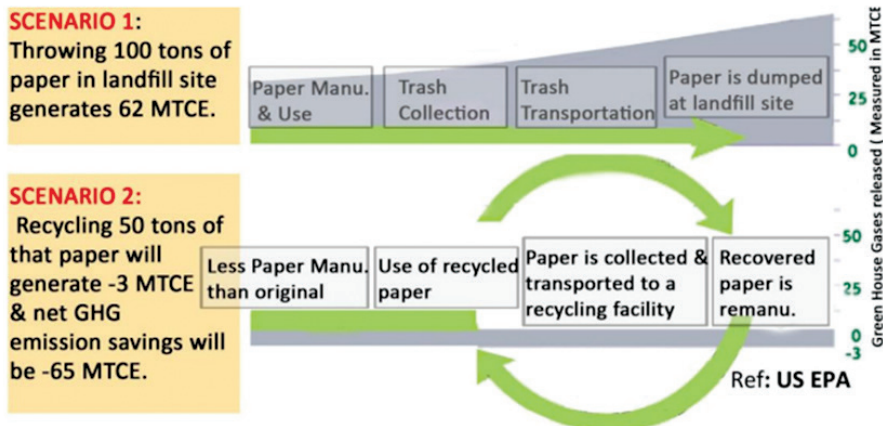 SCENARIO 1:
Throwing 100 tons of
paper in landfill site
generates 62 MTCE.
Paper Manu.
& Use
Trash
Collection
Trash
Transportation
Paper is dumped
at landfill site
50
25
0
SCENARIO 2:
Recycling 50 tons of
that paper will
generate -3 MTCE
& net GHG
emission savings will
be -65 MTCE.
Less Paper Manu.
than original
Use of recycled
paper
Paper is collected &
transported to a
recycling facility
Recovered
paper is
remanu.
50
25
0
-3
Green House Gases released ( Measured in MTCE
Ref: US EPA